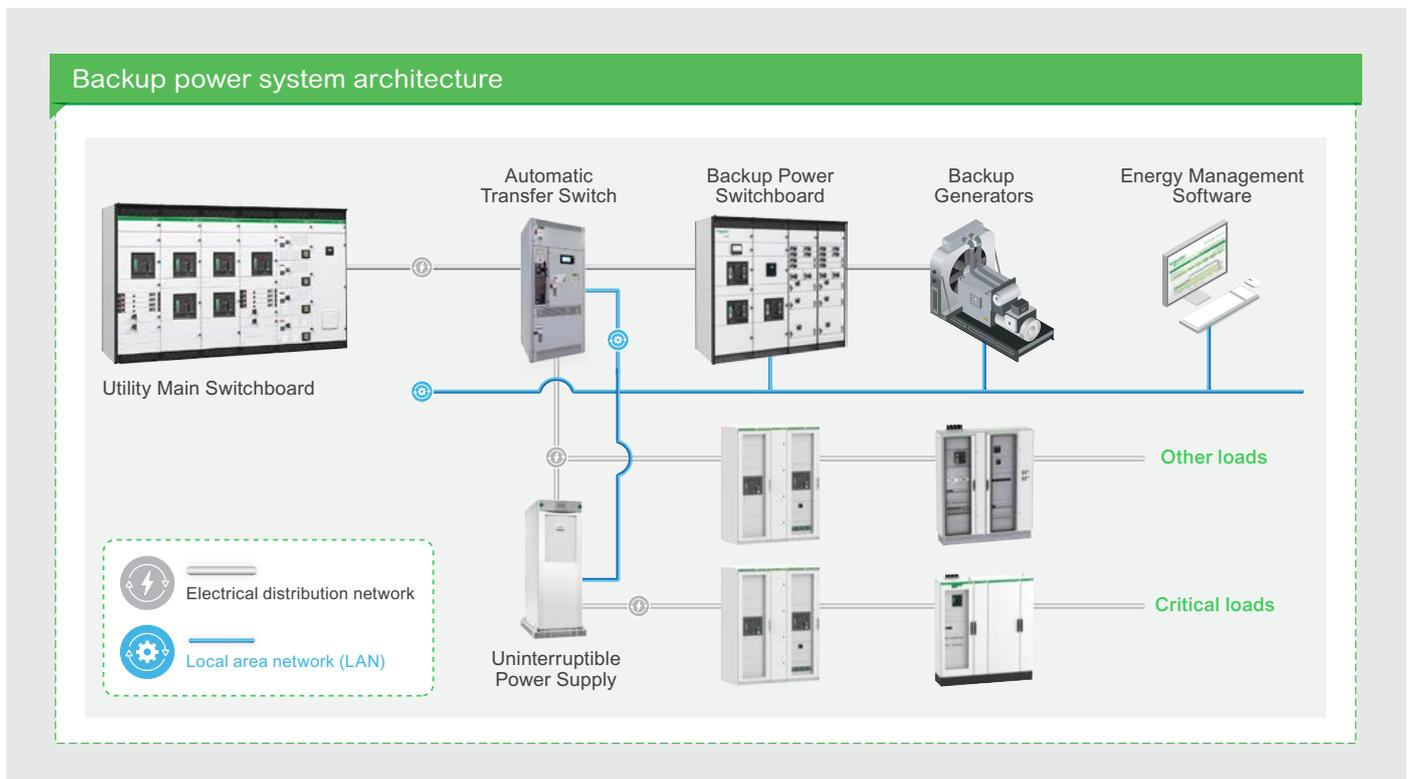 Backup power system architecture
Automatic
Transfer Switch
Backup Power
Switchboard
Backup
Generators
Energy Management
Software
Utility Main Switchboard
Other loads
Electrical distribution network
Local area network (LAN)
Critical loads
Uninterruptible
Power Supply